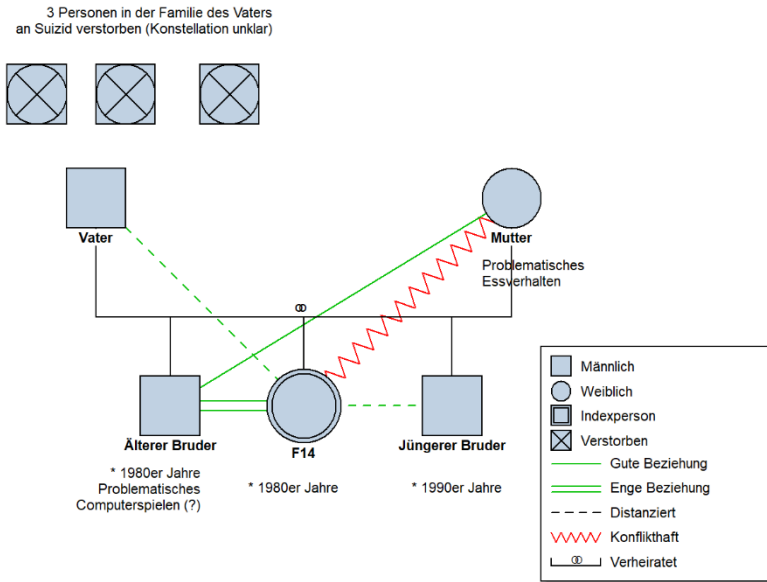 3 Personen in der Familie des Vaters
an Suizid verstorben (Konstellation unklar)
Vater
Mutter
Problematisches
Essverhalten
Älterer Bruder
F14
Jüngerer Bruder
* 1980er Jahre
Problematisches
Computerspielen (?)
* 1980er Jahre
* 1990er Jahre
Männlich
Weiblich
Indexperson
Verstorben
Gute Beziehung
Enge Beziehung
Distanziert
Konflikthaft
Verheiratet